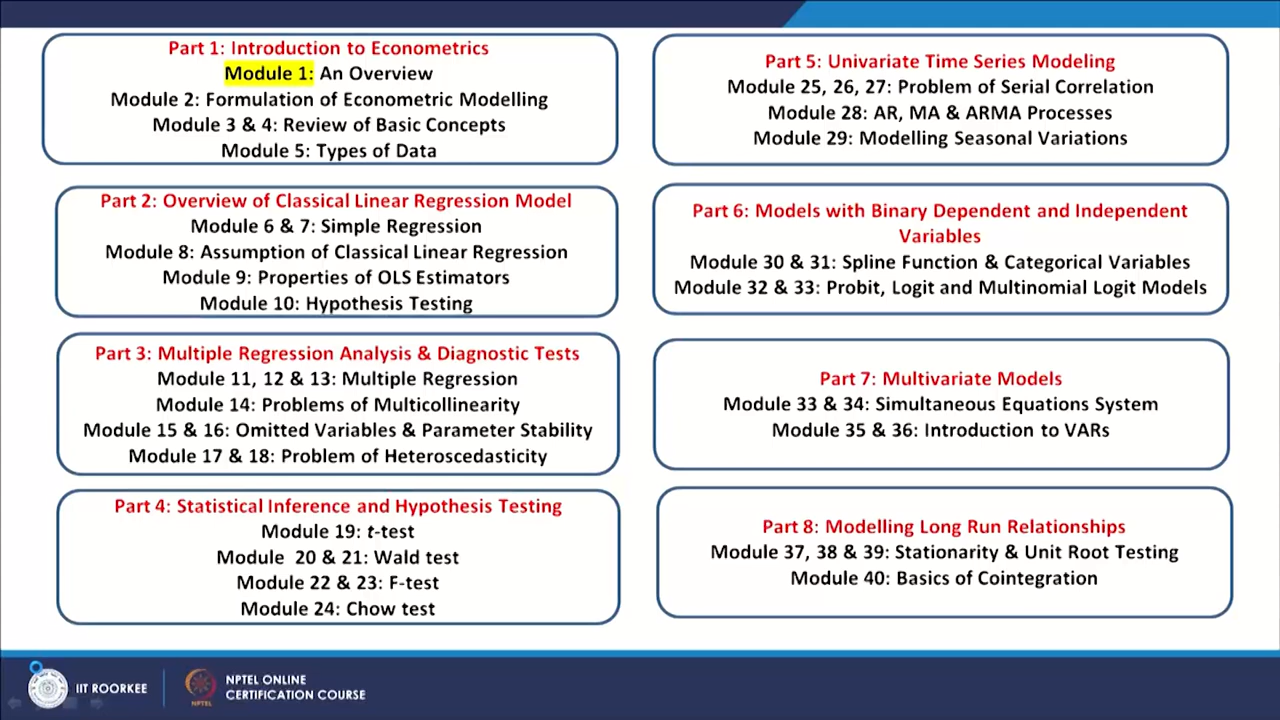 Part 1: Introduction to Econometrics
Module 1: An Overview
Module 2: Formulation of Econometric Modelling
Module 3 & 4: Review of Basic Concepts
Module 5: Types of Data
Part 2: Overview of Classical Linear Regression Model
Module 6 & 7: Simple Regression
Module 8: Assumption of Classical Linear Regression
Module 9: Properties of OLS Estimators
Module 10: Hypothesis Testing
Part 3: Multiple Regression Analysis & Diagnostic Tests
Module 11, 12 & 13: Multiple Regression
Module 14: Problems of Multicollinearity
Module 15 & 16: Omitted Variables & Parameter Stability
Module 17 & 18: Problem of Heteroscedasticity
Part 4: Statistical Inference and Hypothesis Testing
Module 19: t-test
Module 20 & 21: Wald test
Module 22 & 23: F-test
Module 24: Chow test
Part 5: Univariate Time Series Modeling
Module 25, 26, 27: Problem of Serial Correlation
Module 28: AR, MA & ARMA Processes
Module 29: Modelling Seasonal Variations
Part 6: Models with Binary Dependent and Independent
Variables
Module 30 & 31: Spline Function & Categorical Variables
Module 32 & 33: Probit, Logit and Multinomial Logit Models
Part 7: Multivariate Models
Module 33 & 34: Simultaneous Equations System
Module 35 & 36: Introduction to VARs
Part 8: Modelling Long Run Relationships
Module 37, 38 & 39: Stationarity & Unit Root Testing
Module 40: Basics of Cointegration
IIT ROORKEE
NPTEL
NPTEL ONLINE
CERTIFICATION COURSE